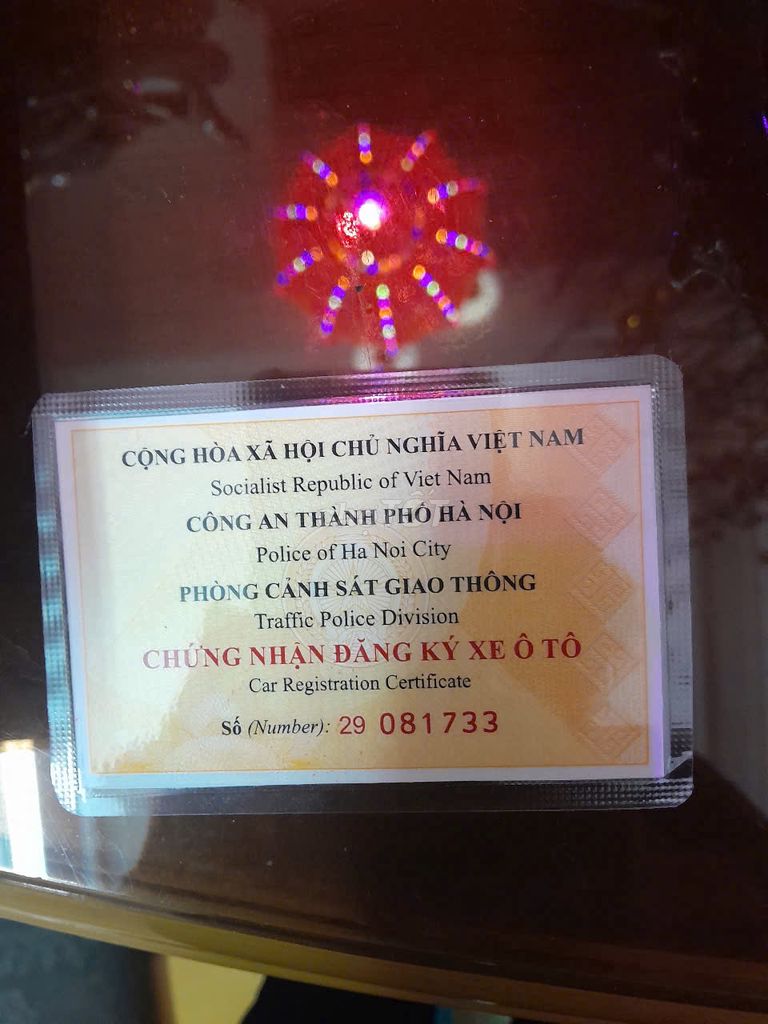 CỘNG HÒA XÃ HỘI CHỦ NGHĨA VIỆT NAM
Socialist Republic of Viet Nam
CÔNG AN THÀNH PHỐ HÀ NỘI
Police of Ha Noi City
PHÒNG CẢNH SÁT GIAO THÔNG
Traffic Police Division
CHỨNG NHẬN ĐĂNG KÝ XE Ô TÔ
Car Registration Certificate
Số (Number): 29 081733